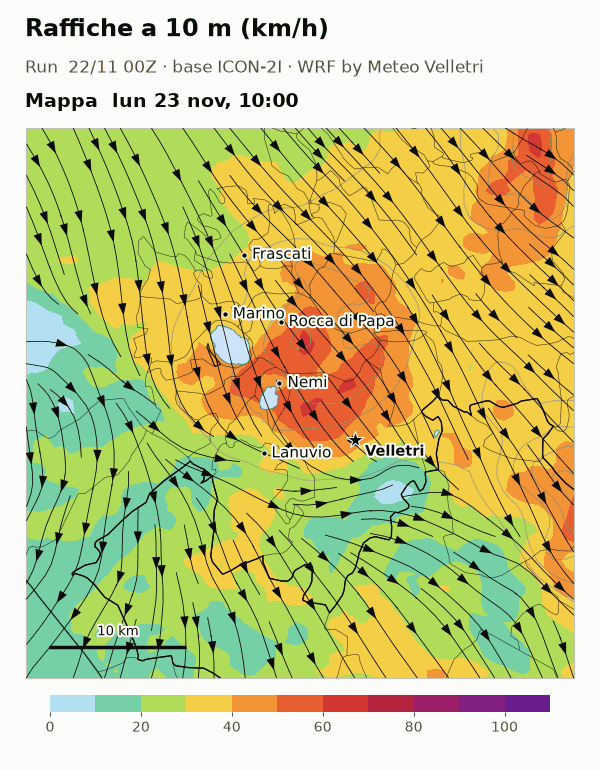 Raffiche a 10 m (km/h)
Run  22/11 00Z · base ICON-2I · WRF by Meteo Velletri
Mappa  lun 23 nov, 10:00
Frascati
Marino
Rocca di Papa
Nemi
Velletri
Lanuvio
10 km
0 20 40 60 80 100